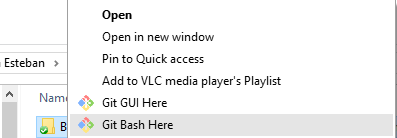 Open
Open in new window
Pin to Quick access
Add to VLC media player's Playlist
Esteban
Git GUI Here
Name
Git Bash Here
B